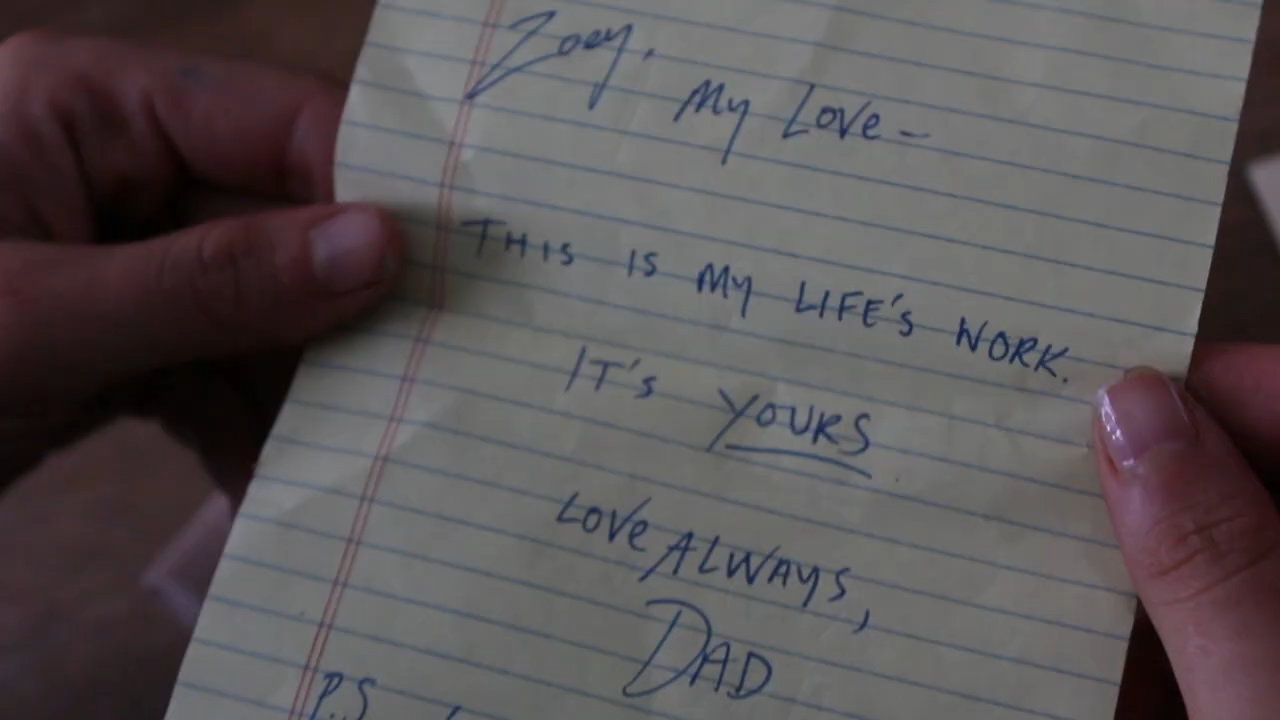 Zoey,
My Love -
THIS IS My LIFE'S WORK.
IT'S YOURS
LOVE ALWAYS,
DAD
P.S